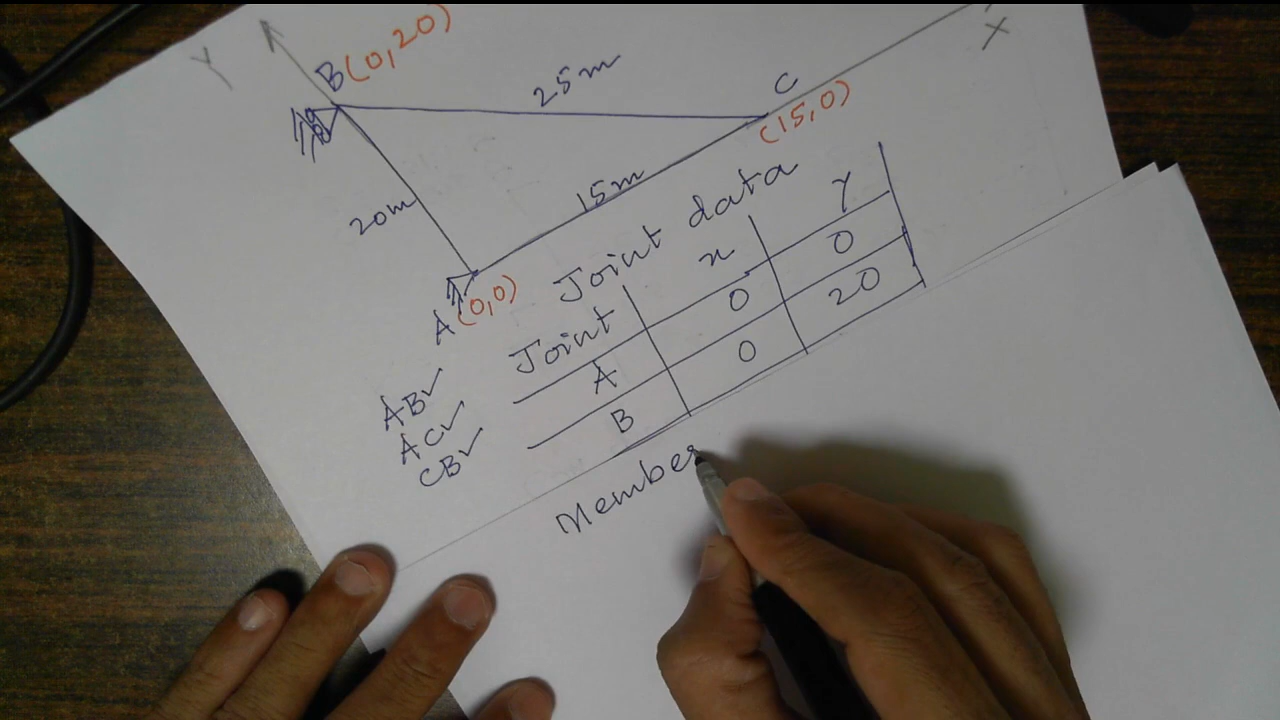 Y
B(0,20)
25m
C
(15,0)
X
20m
15m
A(0,0)
Joint data
Joint x Y
A 0 0
B 0 20
AB✓
AC✓
CB✓
Member